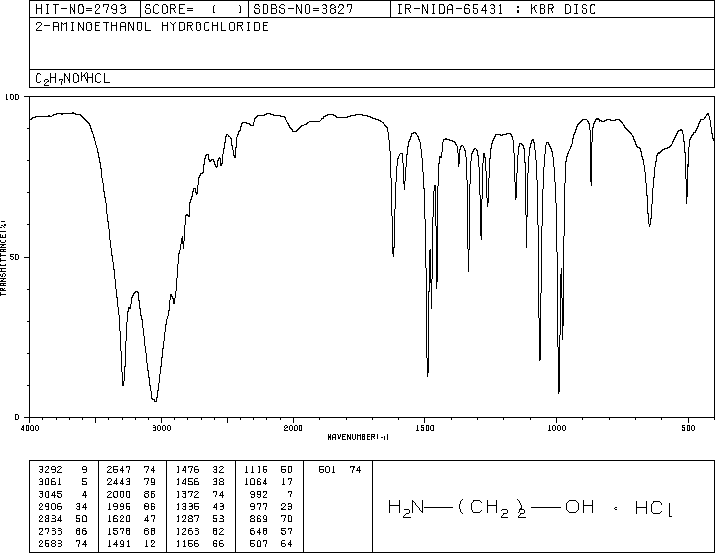 HIT-NO=2793 SCORE= ( ) SDBS-NO=3827 IR-NIDA-65431 : KBR DISC
2-AMINOETHANOL HYDROCHLORIDE
C2H7NO·HCL
100
50
0
TRANSMITTANCE(%)
4000 3000 2000 1500 1000 500
WAVENUMBER(-1)
3292 9 2547 74 1476 32 1116 50 501 74
3061 5 2443 79 1456 38 1064 17
3045 4 2000 86 1372 74 992 7
2906 34 1996 86 1336 43 977 23
2834 50 1620 47 1287 53 869 70
2733 66 1578 68 1263 62 648 57
2583 74 1491 12 1156 66 507 64
H2N—(CH2)2—OH · HCl